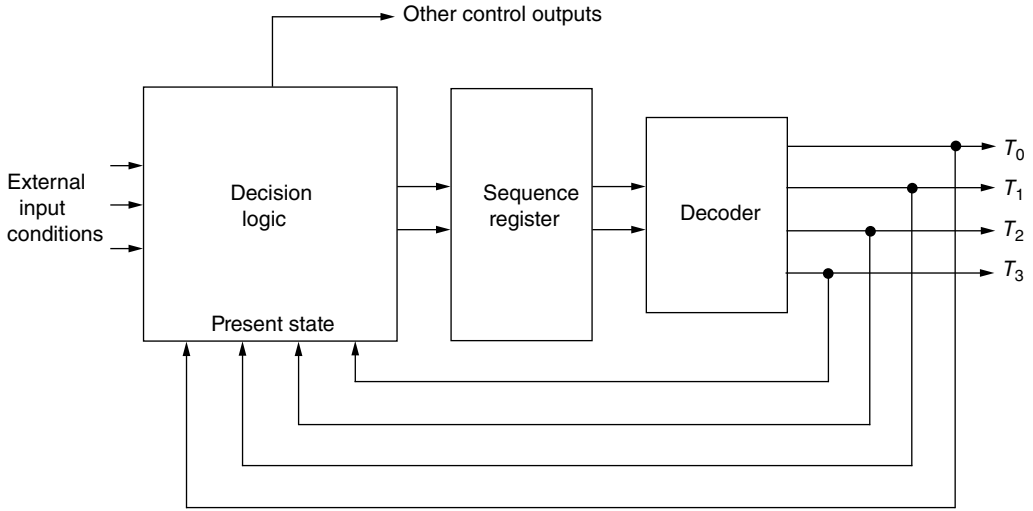 Other control outputs
External
input
conditions
Decision
logic
Present state
Sequence
register
Decoder
T0
T1
T2
T3